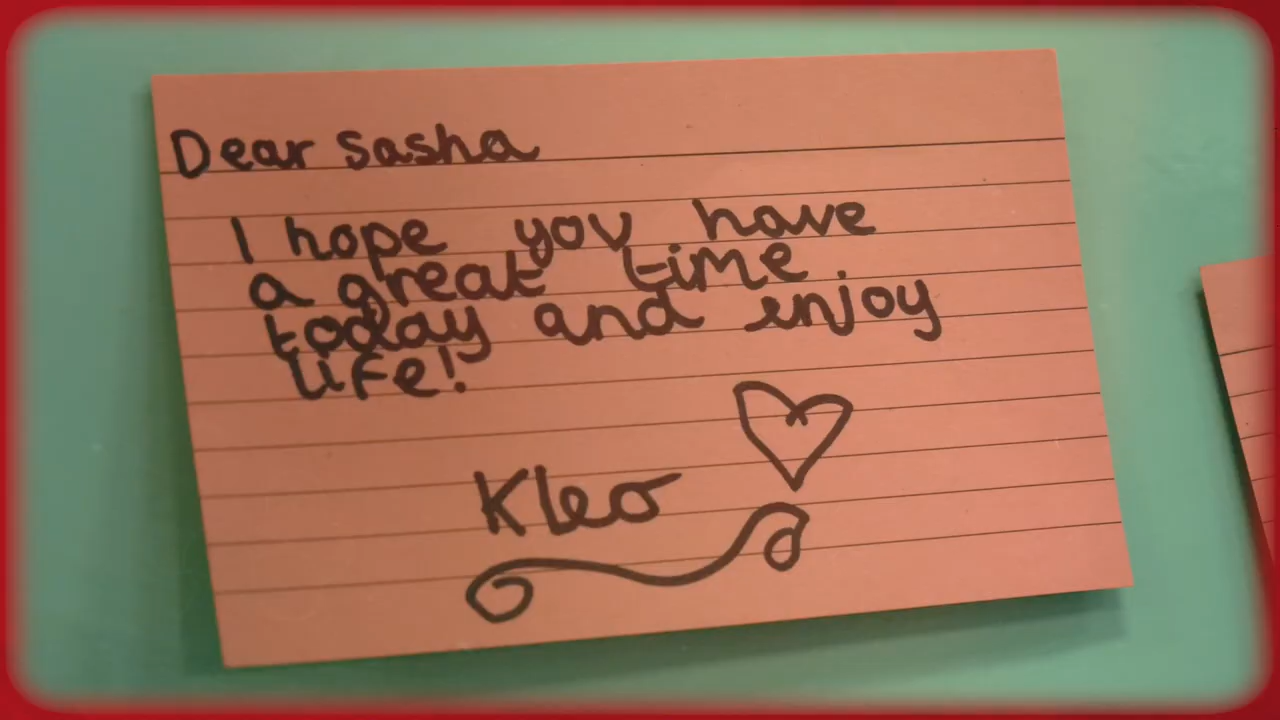 Dear Sasha
I hope you have
a great time
today and enjoy
life!
Kleo